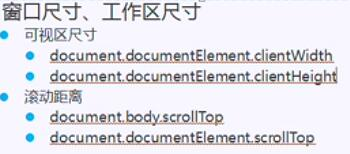 窗口尺寸、工作区尺寸
可视区尺寸
document.documentElement.clientWidth
document.documentElement.clientHeight
滚动距离
document.body.scrollTop
document.documentElement.scrollTop